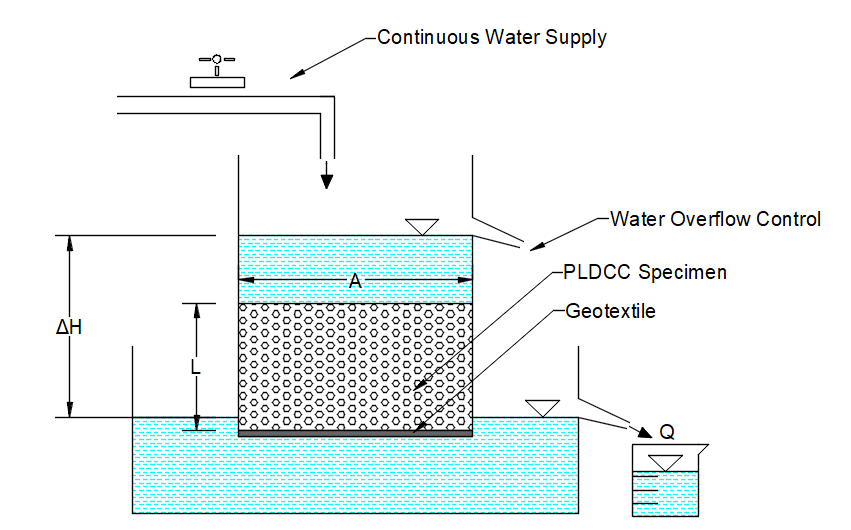 Continuous Water Supply
Water Overflow Control
A
PLDCC Specimen
Geotextile
ΔH
L
Q